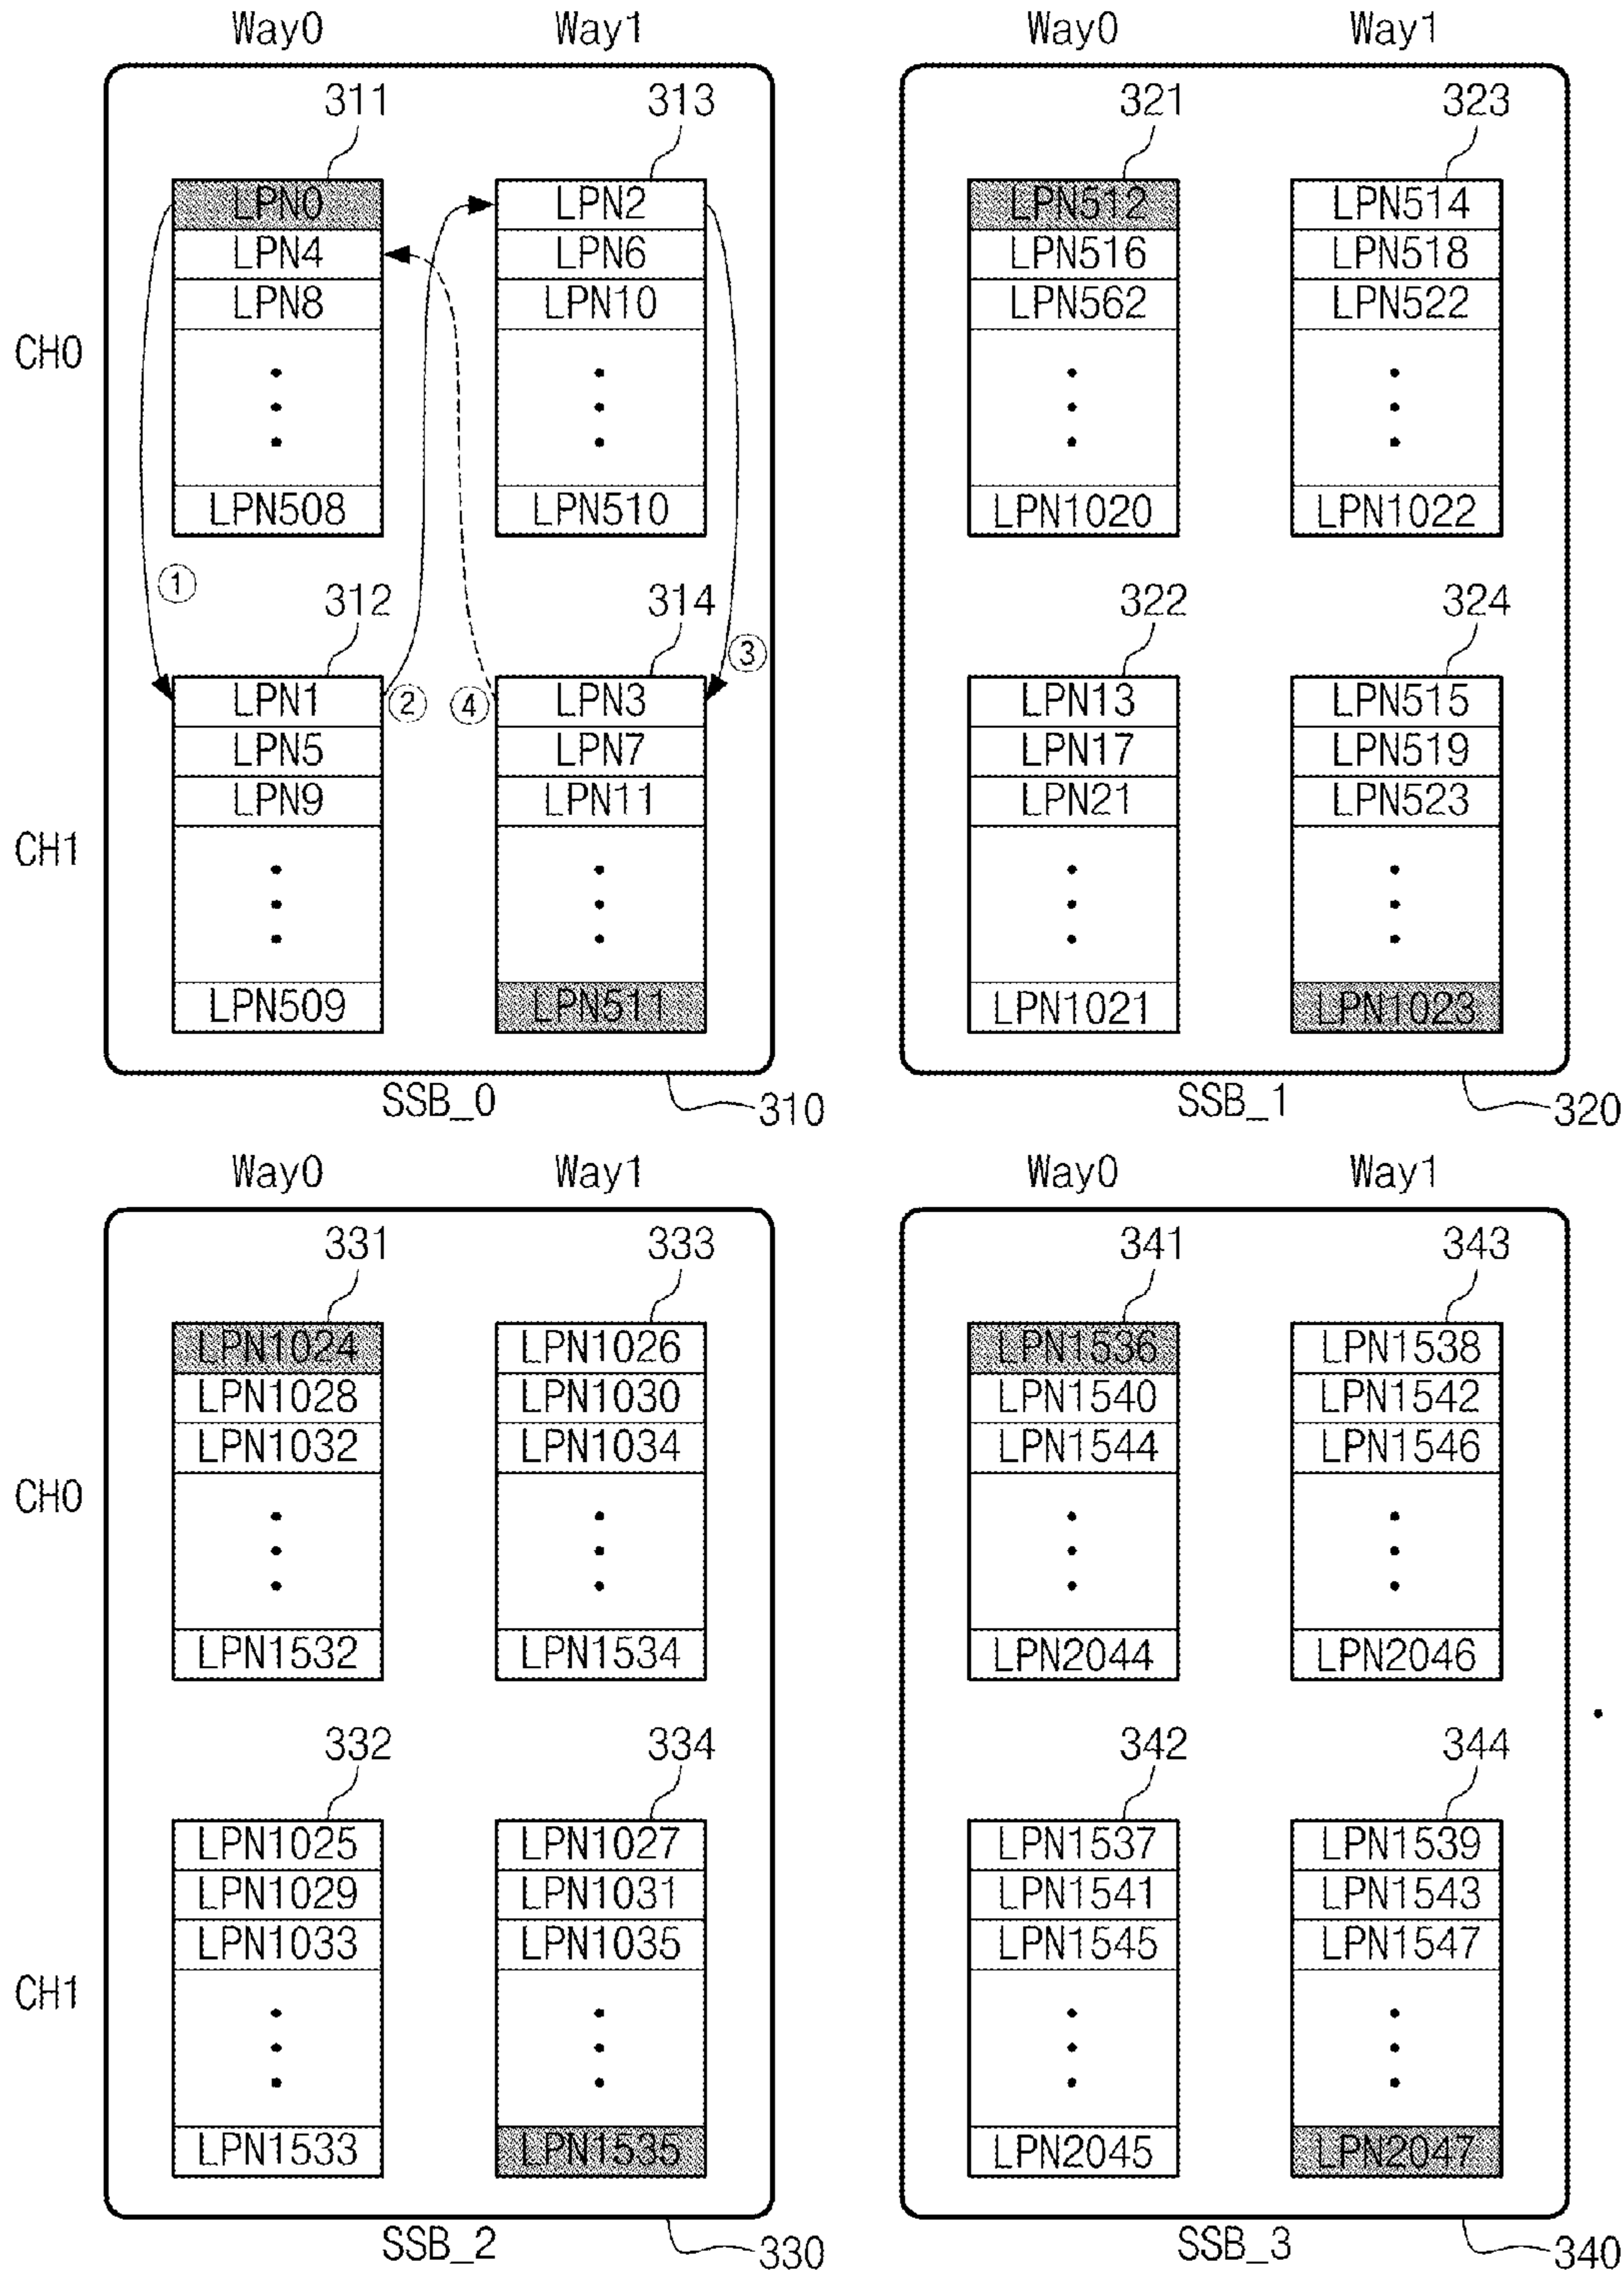 Way0 Way1 Way0 Way1
311 313 321 323
LPN0 LPN2 LPN512 LPN514
LPN4 LPN6 LPN516 LPN518
LPN8 LPN10 LPN562 LPN522
CH0
LPN508 LPN510 LPN1020 LPN1022
① 312 314 322 324
③
LPN1 ② ④ LPN3 LPN13 LPN515
LPN5 LPN7 LPN17 LPN519
LPN9 LPN11 LPN21 LPN523
CH1
LPN509 LPN511 LPN1021 LPN1023
SSB_0 310 SSB_1 320
Way0 Way1 Way0 Way1
331 333 341 343
LPN1024 LPN1026 LPN1536 LPN1538
LPN1028 LPN1030 LPN1540 LPN1542
LPN1032 LPN1034 LPN1544 LPN1546
CH0
LPN1532 LPN1534 LPN2044 LPN2046
332 334 342 344
LPN1025 LPN1027 LPN1537 LPN1539
LPN1029 LPN1031 LPN1541 LPN1543
LPN1033 LPN1035 LPN1545 LPN1547
CH1
LPN1533 LPN1535 LPN2045 LPN2047
SSB_2 330 SSB_3 340